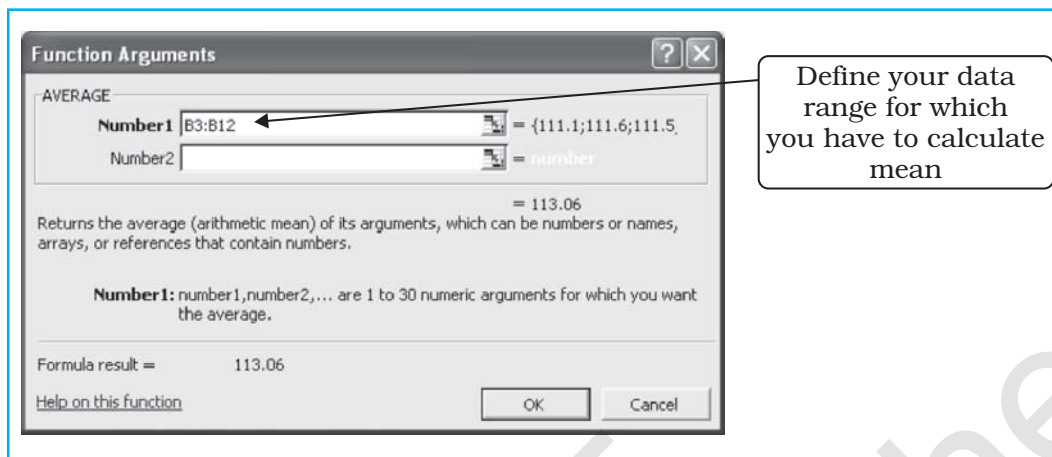 Function Arguments
AVERAGE
Number1 B3:B12 = {111.1;111.6;111.5;
Number2 = number
= 113.06
Returns the average (arithmetic mean) of its arguments, which can be numbers or names,
arrays, or references that contain numbers.
Number1: number1,number2,... are 1 to 30 numeric arguments for which you want
the average.
Formula result = 113.06
Help on this function
OK Cancel
Define your data
range for which
you have to calculate
mean